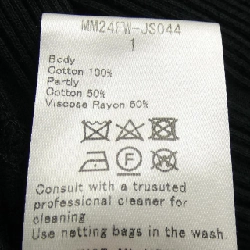 MM24FW-JS044
1
Body
Cotton 100%
Partly
Cotton 50%
Viscose Rayon 50%
Consult with a trusuted
professional cleaner for
cleaning
Use netting bags in the wash.